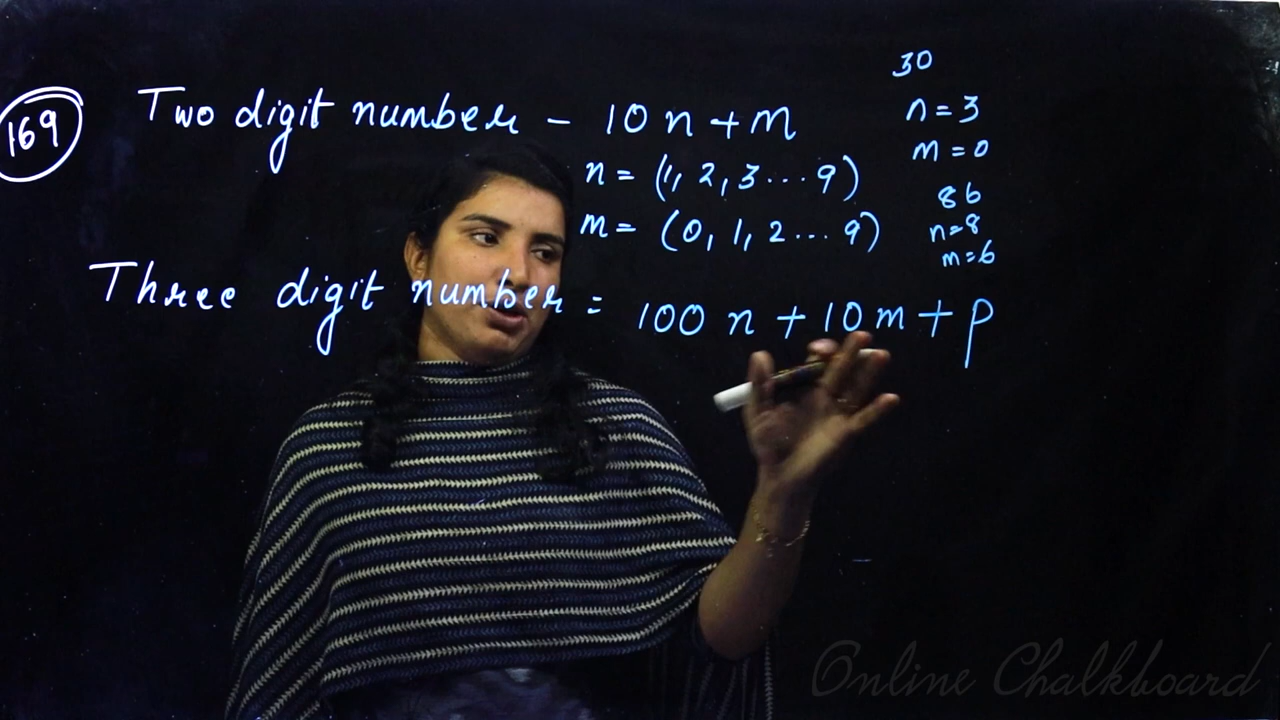 169
Two digit number - 10n+m
n = (1, 2, 3 ... 9)
m = (0, 1, 2 ... 9)
30
n = 3
m = 0
86
n=8
m=6
Three digit number = 100n + 10m + p
Online Chalkboard